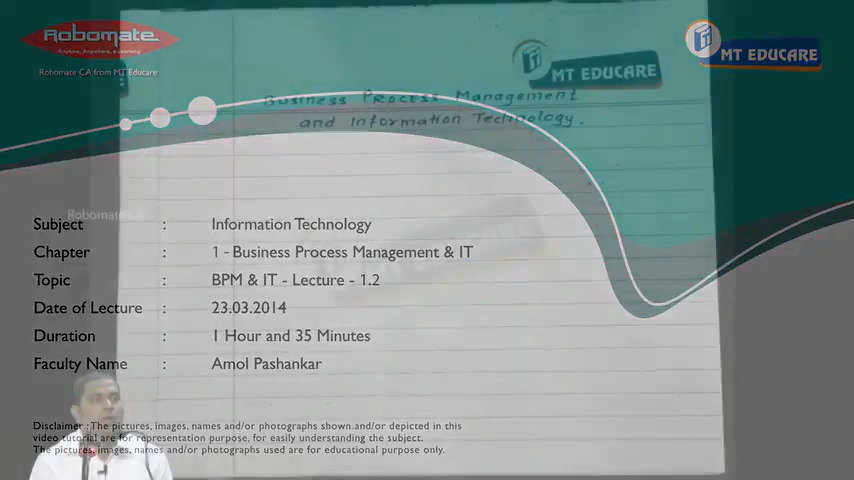 Robomate
Anytime, Anywhere, E-Learning
Robomate CA from MT Educare
MT EDUCARE
MT EDUCARE
Business Process Management
and Information Technology.
Robomate CA
Subject : Information Technology
Chapter : 1 - Business Process Management & IT
Topic : BPM & IT - Lecture - 1.2
Date of Lecture : 23.03.2014
Duration : 1 Hour and 35 Minutes
Faculty Name : Amol Pashankar
Disclaimer : The pictures, images, names and/or photographs shown and/or depicted in this
video tutorial are for representation purpose, for easily understanding the subject.
The pictures, images, names and/or photographs used are for educational purpose only.